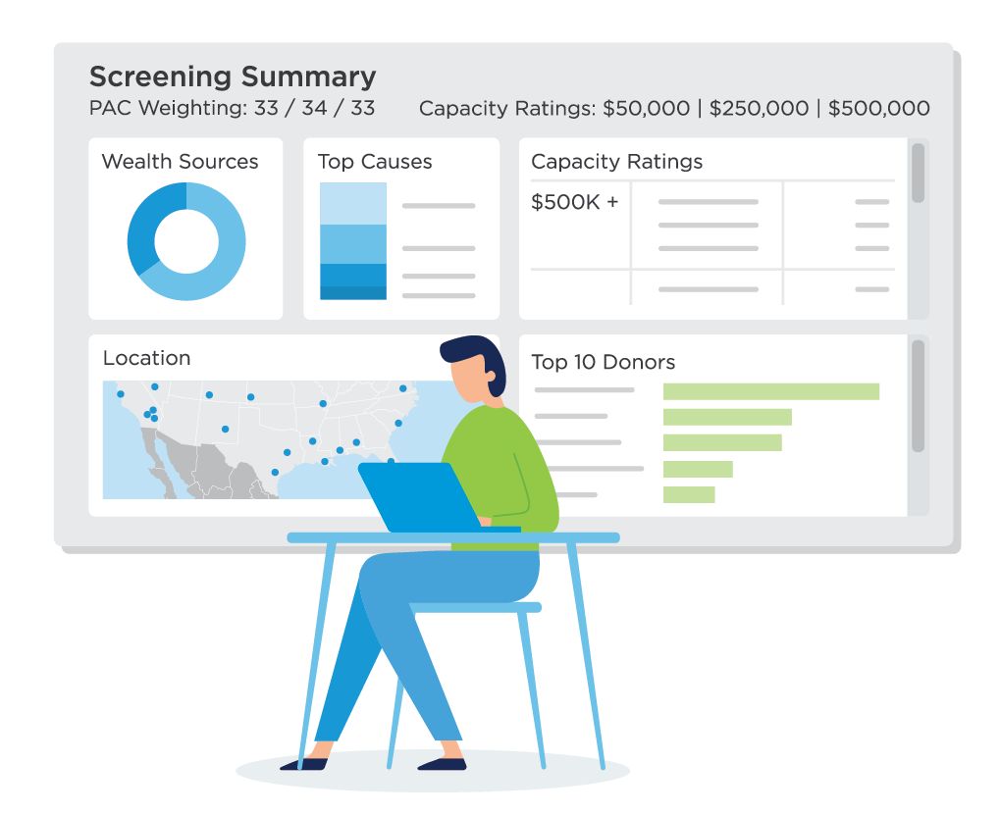 Screening Summary
PAC Weighting: 33 / 34 / 33
Capacity Ratings: $50,000 | $250,000 | $500,000
Wealth Sources
Top Causes
Capacity Ratings
$500K +
Location
Top 10 Donors